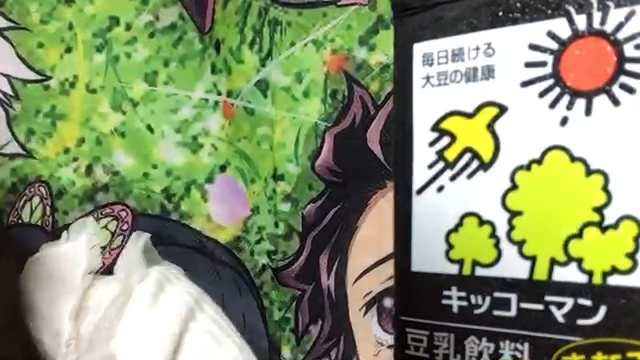 毎日続ける
大豆の健康
キッコーマン
豆乳飲料